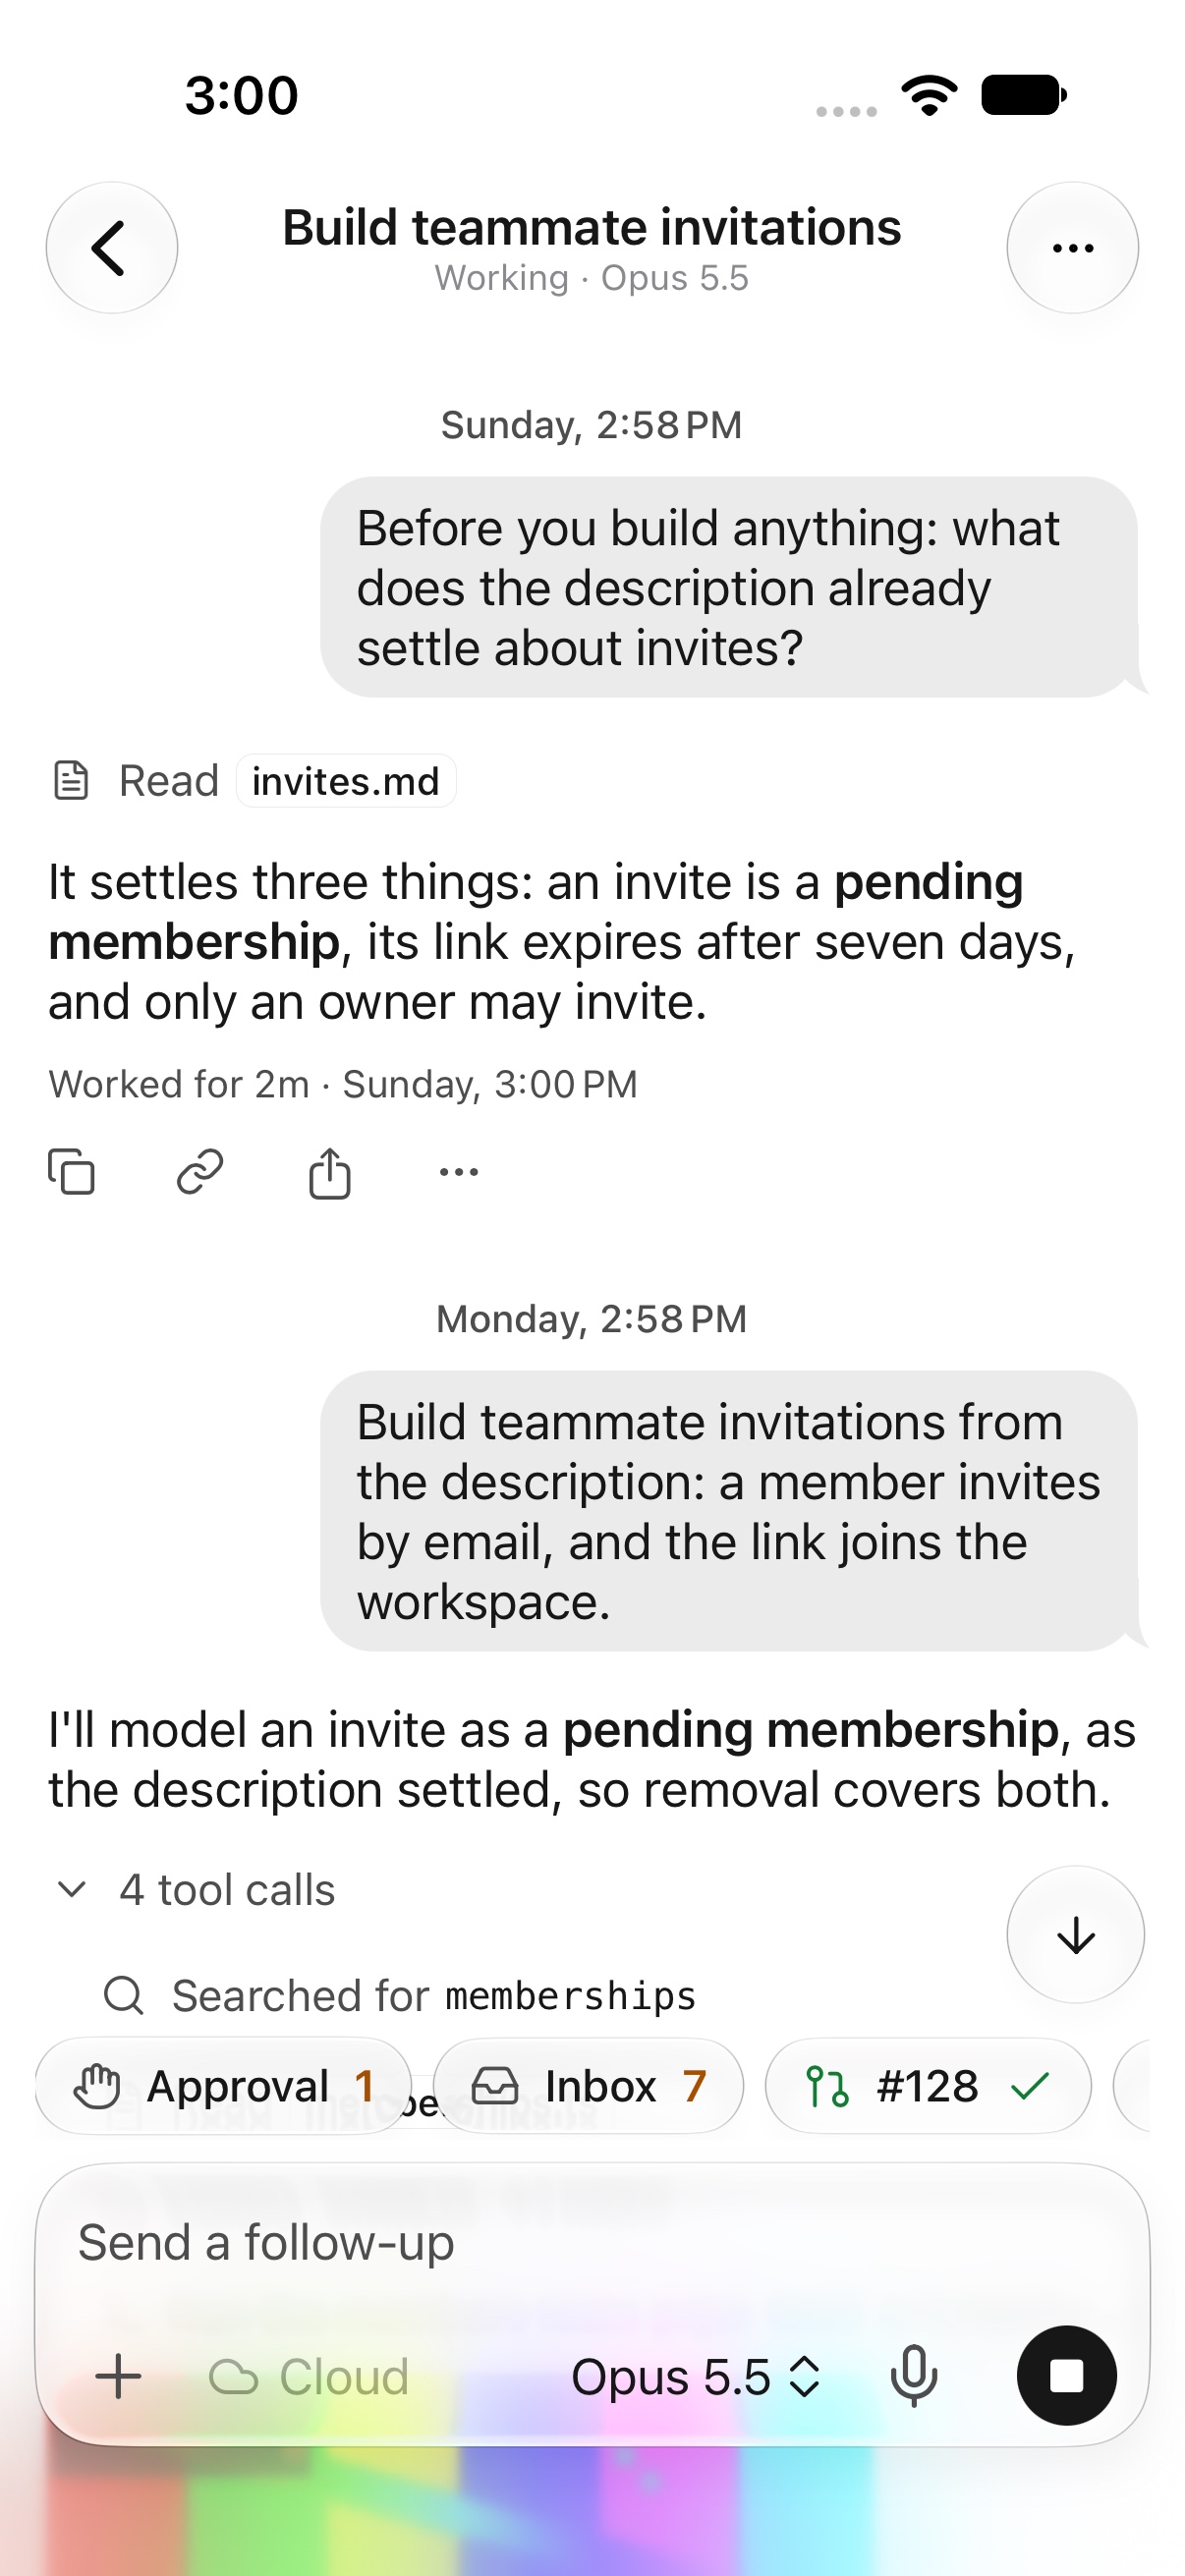 3:00
Build teammate invitations
Working · Opus 5.5
Sunday, 2:58 PM
Before you build anything: what
does the description already
settle about invites?
Read invites.md
It settles three things: an invite is a pending
membership, its link expires after seven days,
and only an owner may invite.
Worked for 2m · Sunday, 3:00 PM
Monday, 2:58 PM
Build teammate invitations from
the description: a member invites
by email, and the link joins the
workspace.
I'll model an invite as a pending membership, as
the description settled, so removal covers both.
4 tool calls
Searched for memberships
Approval 1 Inbox 7 #128
Send a follow-up
Cloud Opus 5.5